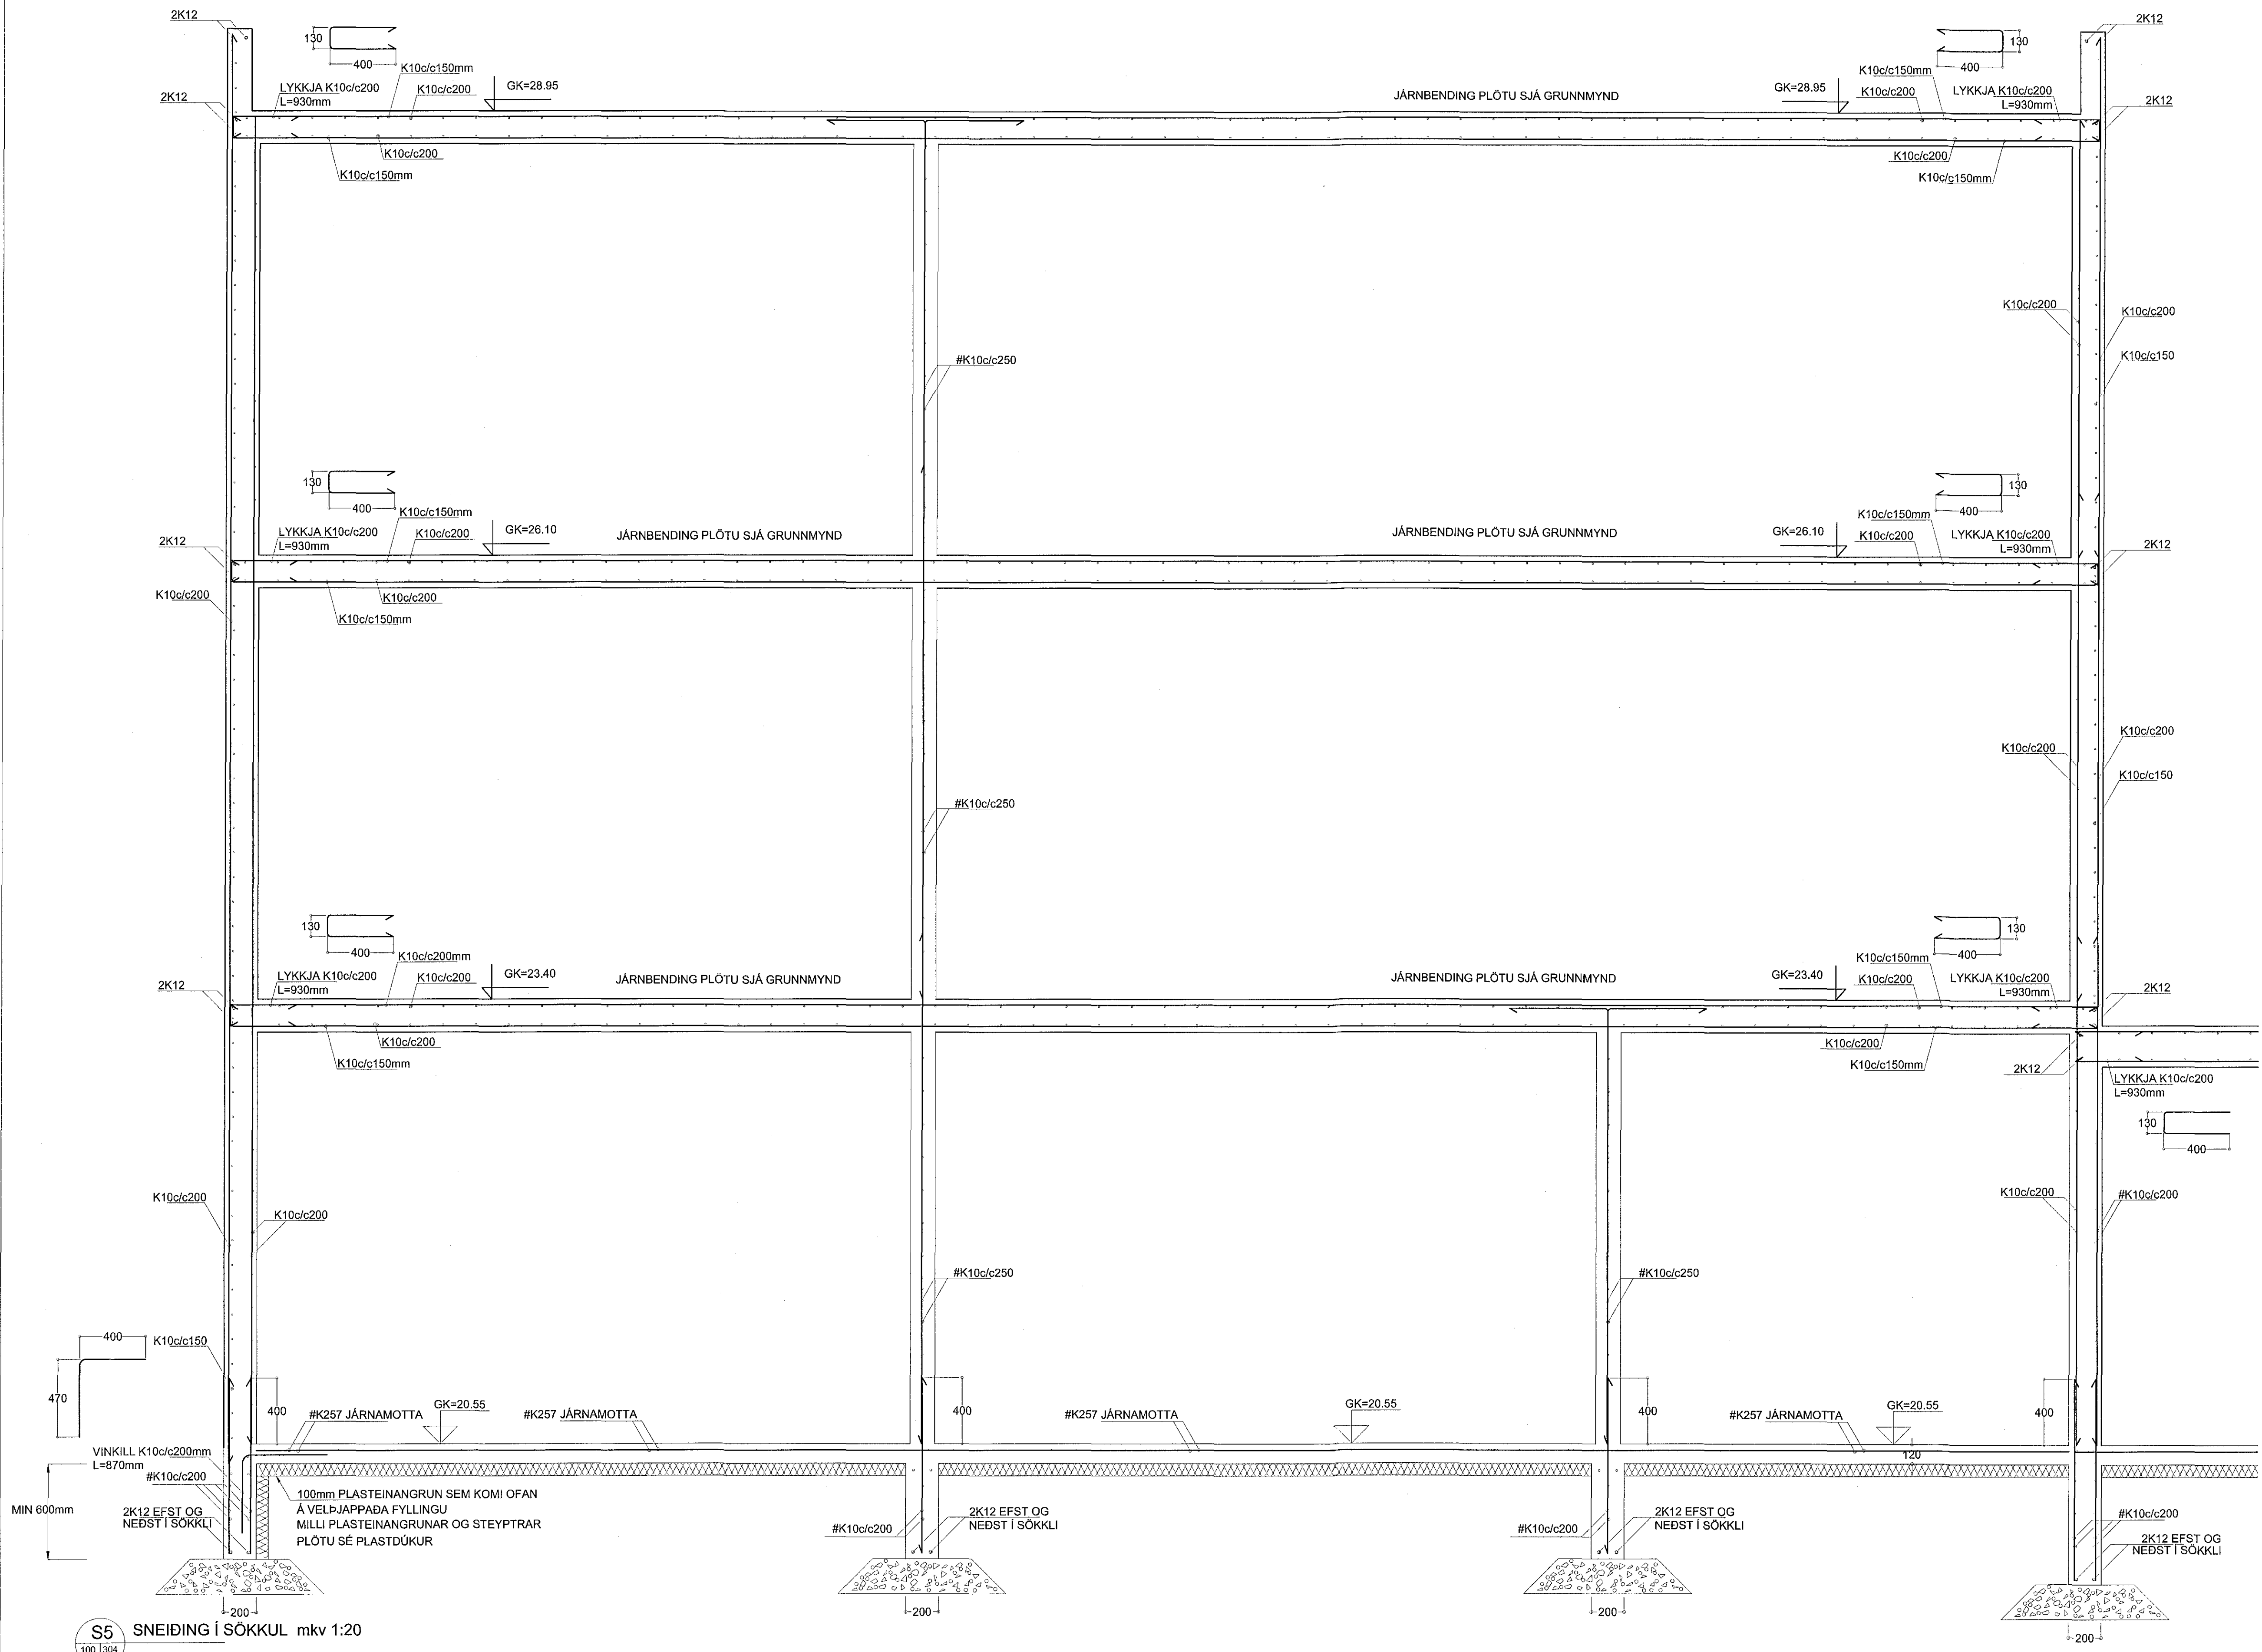 2K12
130
400
K10c/c150mm
LYKKJA K10c/c200
L=930mm
K10c/c200
GK=28.95
JÁRNBENDING PLÖTU SJÁ GRUNNMYND
GK=28.95
K10c/c150mm
K10c/c200
LYKKJA K10c/c200
L=930mm
130
400
2K12
2K12
2K12
K10c/c200
K10c/c150mm
K10c/c200
K10c/c150mm
K10c/c200
K10c/c200
K10c/c150
#K10c/c250
130
400
K10c/c150mm
LYKKJA K10c/c200
L=930mm
K10c/c200
GK=26.10
JÁRNBENDING PLÖTU SJÁ GRUNNMYND
JÁRNBENDING PLÖTU SJÁ GRUNNMYND
GK=26.10
K10c/c150mm
K10c/c200
LYKKJA K10c/c200
L=930mm
130
400
2K12
2K12
K10c/c200
K10c/c200
K10c/c150mm
K10c/c200
K10c/c200
K10c/c150
#K10c/c250
130
400
K10c/c200mm
LYKKJA K10c/c200
L=930mm
K10c/c200
GK=23.40
JÁRNBENDING PLÖTU SJÁ GRUNNMYND
JÁRNBENDING PLÖTU SJÁ GRUNNMYND
GK=23.40
K10c/c150mm
K10c/c200
LYKKJA K10c/c200
L=930mm
130
400
2K12
2K12
K10c/c200
K10c/c150mm
K10c/c200
K10c/c150mm
2K12
LYKKJA K10c/c200
L=930mm
130
400
K10c/c200
K10c/c200
K10c/c200
#K10c/c200
#K10c/c250
#K10c/c250
400
470
K10c/c150
400
#K257 JÁRNAMOTTA
GK=20.55
#K257 JÁRNAMOTTA
400
#K257 JÁRNAMOTTA
GK=20.55
400
#K257 JÁRNAMOTTA
GK=20.55
400
120
VINKILL K10c/c200mm
L=870mm
#K10c/c200
MIN 600mm
2K12 EFST OG
NEÐST Í SÖKKLI
100mm PLASTEINANGRUN SEM KOMI OFAN
Á VELÞJAPPAÐA FYLLINGU
MILLI PLASTEINANGRUNAR OG STEYPTRAR
PLÖTU SÉ PLASTDÚKUR
#K10c/c200
2K12 EFST OG
NEÐST Í SÖKKLI
#K10c/c200
2K12 EFST OG
NEÐST Í SÖKKLI
#K10c/c200
2K12 EFST OG
NEÐST Í SÖKKLI
200
200
200
200
S5 SNEIÐING Í SÖKKUL mkv 1:20
100 304